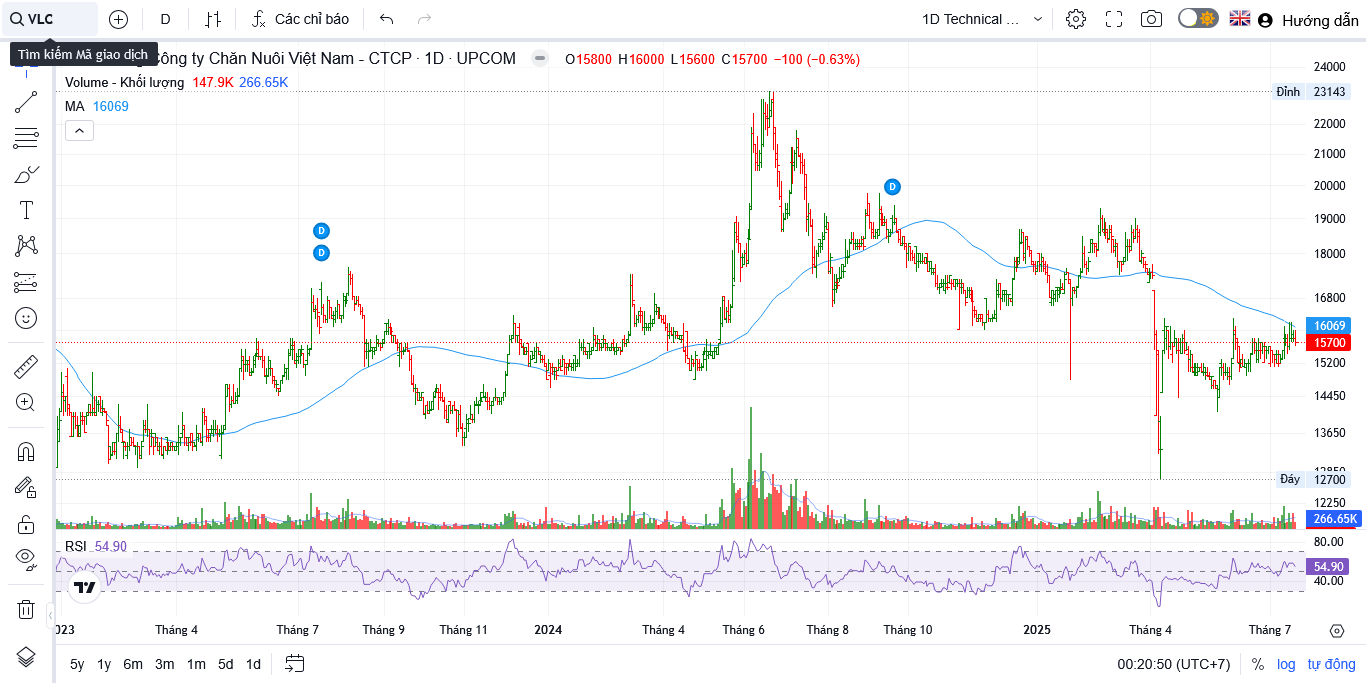 VLC D Các chỉ báo 1D Technical ... Hướng dẫn
Tìm kiếm Mã giao dịch
Công ty Chăn Nuôi Việt Nam - CTCP · 1D · UPCOM O15800 H16000 L15600 C15700 −100 (−0.63%)
Volume - Khối lượng 147.9K 266.65K
MA 16069
24000
Đỉnh 23143
22000
21000
20000
D
19000
D
18000
D
16800
16069
15700
15200
14450
13650
12850
Đáy 12700
12250
266.65K
RSI 54.90
80.00
54.90
40.00
2023 Tháng 4 Tháng 7 Tháng 9 Tháng 11 2024 Tháng 4 Tháng 6 Tháng 8 Tháng 10 2025 Tháng 4 Tháng 7
5y 1y 6m 3m 1m 5d 1d 00:20:50 (UTC+7) % log tự động